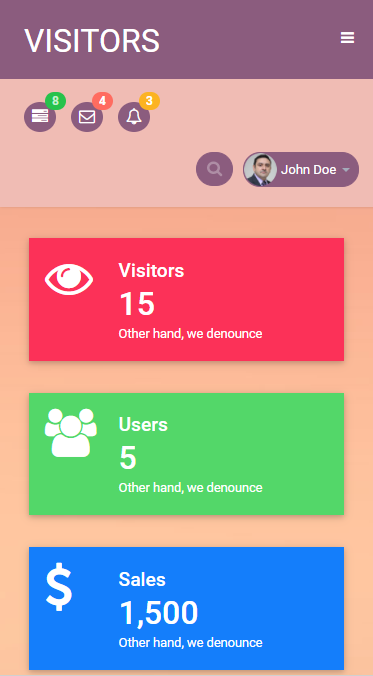 VISITORS
8 4 3
John Doe
Visitors
15
Other hand, we denounce
Users
5
Other hand, we denounce
Sales
1,500
Other hand, we denounce